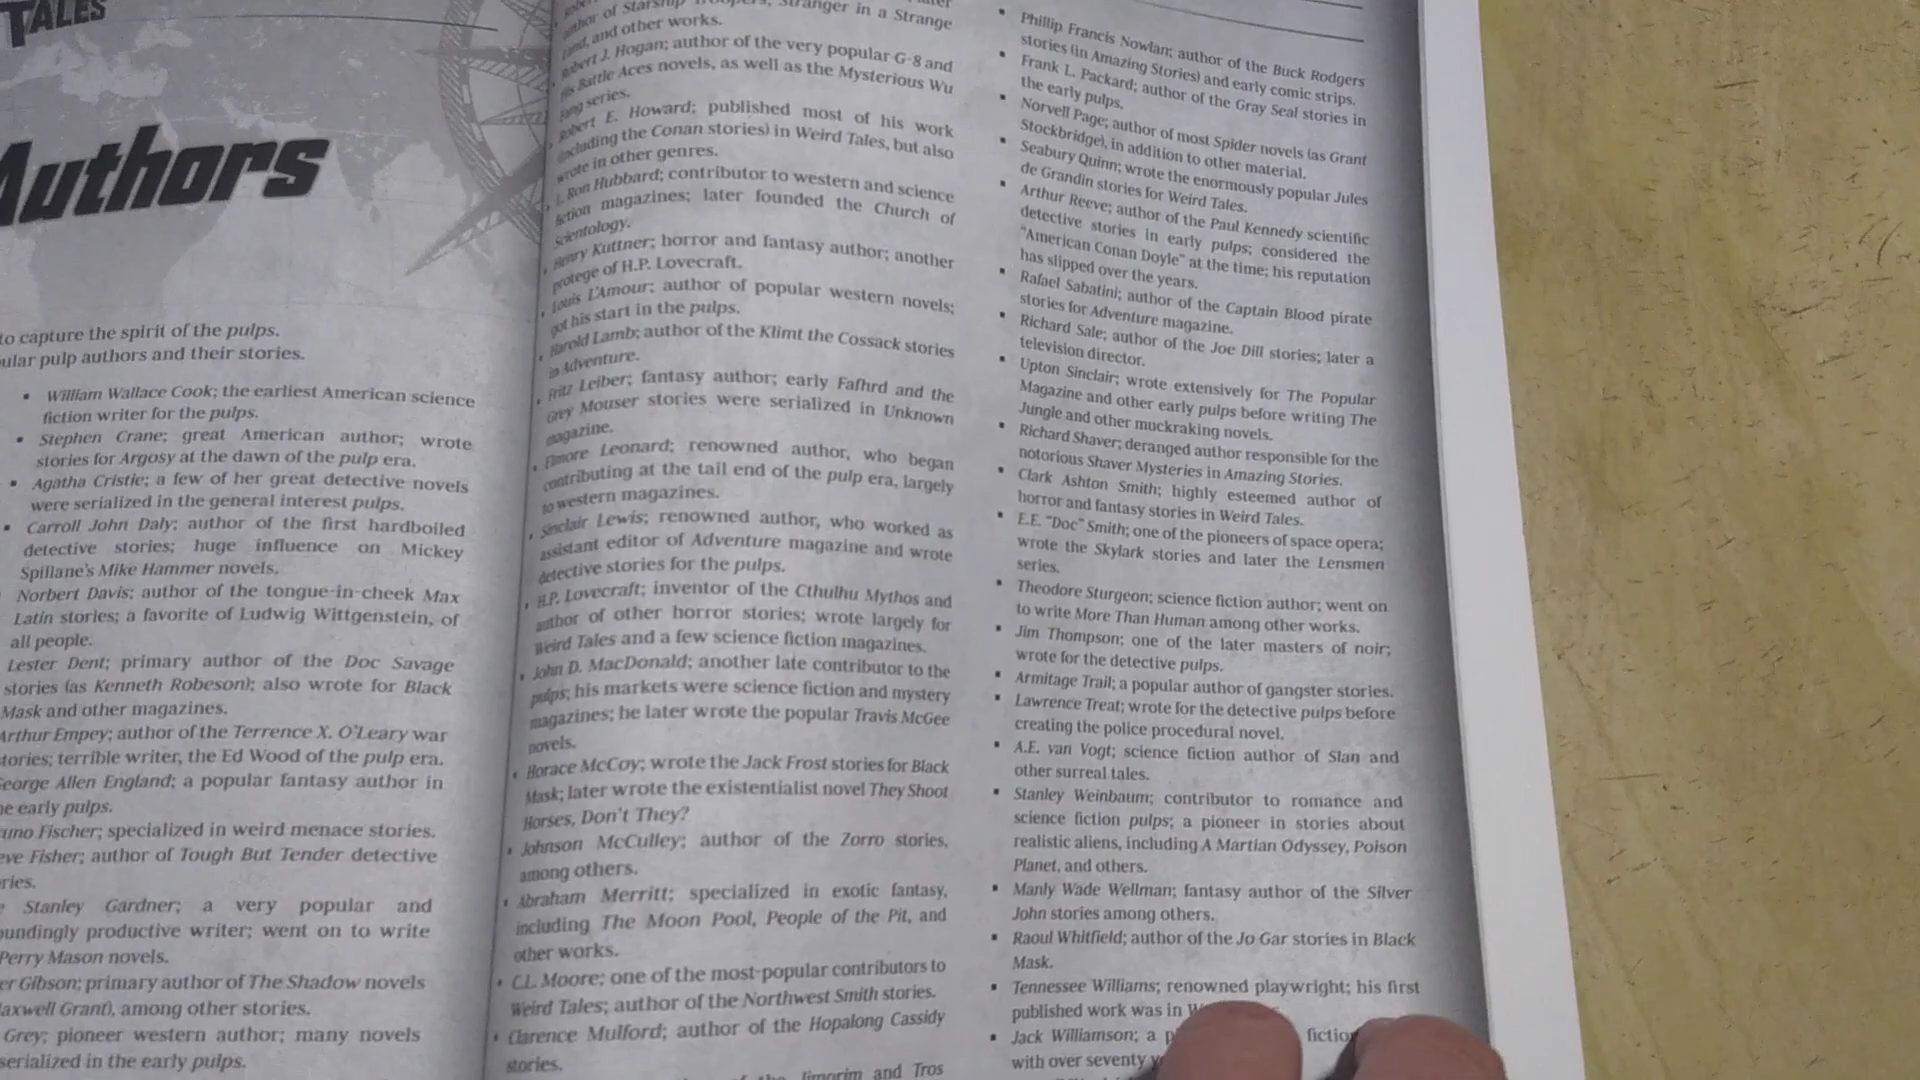 TALES
Authors
to capture the spirit of the pulps.
pulp authors and their stories.
▪ William Wallace Cook; the earliest American science
fiction writer for the pulps.
▪ Stephen Crane; great American author; wrote
stories for Argosy at the dawn of the pulp era.
▪ Agatha Cristie; a few of her great detective novels
were serialized in the general interest pulps.
▪ Carroll John Daly; author of the first hardboiled
detective stories; huge influence on Mickey
Spillane's Mike Hammer novels.
Norbert Davis; author of the tongue-in-cheek Max
Latin stories; a favorite of Ludwig Wittgenstein, of
all people.
Lester Dent; primary author of the Doc Savage
stories (as Kenneth Robeson); also wrote for Black
Mask and other magazines.
Arthur Empey; author of the Terrence X. O'Leary war
stories; terrible writer, the Ed Wood of the pulp era.
George Allen England; a popular fantasy author in
early pulps.
Fischer; specialized in weird menace stories.
Fisher; author of Tough But Tender detective
Stanley Gardner; a very popular and
productive writer; went on to write
Perry Mason novels.
Gibson; primary author of The Shadow novels
Grant), among other stories.
Grey; pioneer western author; many novels
serialized in the early pulps.
author of Starship Troopers, Stranger in a Strange
Land, and other works.
▪ Robert J. Hogan; author of the very popular G-8 and
His Battle Aces novels, as well as the Mysterious Wu
Fang series.
▪ Robert E. Howard; published most of his work
(including the Conan stories) in Weird Tales, but also
wrote in other genres.
▪ L. Ron Hubbard; contributor to western and science
fiction magazines; later founded the Church of
Scientology.
▪ Henry Kuttner; horror and fantasy author; another
protege of H.P. Lovecraft.
▪ Louis L'Amour; author of popular western novels;
got his start in the pulps.
▪ Harold Lamb; author of the Klimt the Cossack stories
in Adventure.
▪ Fritz Leiber; fantasy author; early Fafhrd and the
Grey Mouser stories were serialized in Unknown
magazine.
▪ Elmore Leonard; renowned author, who began
contributing at the tail end of the pulp era, largely
to western magazines.
▪ Sinclair Lewis; renowned author, who worked as
assistant editor of Adventure magazine and wrote
detective stories for the pulps.
▪ H.P. Lovecraft; inventor of the Cthulhu Mythos and
author of other horror stories; wrote largely for
Weird Tales and a few science fiction magazines.
▪ John D. MacDonald; another late contributor to the
pulps; his markets were science fiction and mystery
magazines; he later wrote the popular Travis McGee
novels.
▪ Horace McCoy; wrote the Jack Frost stories for Black
Mask; later wrote the existentialist novel They Shoot
Horses, Don't They?
▪ Johnson McCulley; author of the Zorro stories,
among others.
▪ Abraham Merritt; specialized in exotic fantasy,
including The Moon Pool, People of the Pit, and
other works.
▪ C.L. Moore; one of the most-popular contributors to
Weird Tales; author of the Northwest Smith stories.
▪ Clarence Mulford; author of the Hopalong Cassidy
stories.
Jimgrim and Tros
▪ Phillip Francis Nowlan; author of the Buck Rodgers
stories (in Amazing Stories) and early comic strips.
▪ Frank L. Packard; author of the Gray Seal stories in
the early pulps.
▪ Norvell Page; author of most Spider novels (as Grant
Stockbridge), in addition to other material.
▪ Seabury Quinn; wrote the enormously popular Jules
de Grandin stories for Weird Tales.
▪ Arthur Reeve; author of the Paul Kennedy scientific
detective stories in early pulps; considered the
"American Conan Doyle" at the time; his reputation
has slipped over the years.
▪ Rafael Sabatini; author of the Captain Blood pirate
stories for Adventure magazine.
▪ Richard Sale; author of the Joe Dill stories; later a
television director.
▪ Upton Sinclair; wrote extensively for The Popular
Magazine and other early pulps before writing The
Jungle and other muckraking novels.
▪ Richard Shaver; deranged author responsible for the
notorious Shaver Mysteries in Amazing Stories.
▪ Clark Ashton Smith; highly esteemed author of
horror and fantasy stories in Weird Tales.
▪ E.E. "Doc" Smith; one of the pioneers of space opera;
wrote the Skylark stories and later the Lensmen
series.
▪ Theodore Sturgeon; science fiction author; went on
to write More Than Human among other works.
▪ Jim Thompson; one of the later masters of noir;
wrote for the detective pulps.
▪ Armitage Trail; a popular author of gangster stories.
▪ Lawrence Treat; wrote for the detective pulps before
creating the police procedural novel.
▪ A.E. van Vogt; science fiction author of Slan and
other surreal tales.
▪ Stanley Weinbaum; contributor to romance and
science fiction pulps; a pioneer in stories about
realistic aliens, including A Martian Odyssey, Poison
Planet, and others.
▪ Manly Wade Wellman; fantasy author of the Silver
John stories among others.
▪ Raoul Whitfield; author of the Jo Gar stories in Black
Mask.
▪ Tennessee Williams; renowned playwright; his first
published work was in
▪ Jack Williamson; a fiction
with over seventy